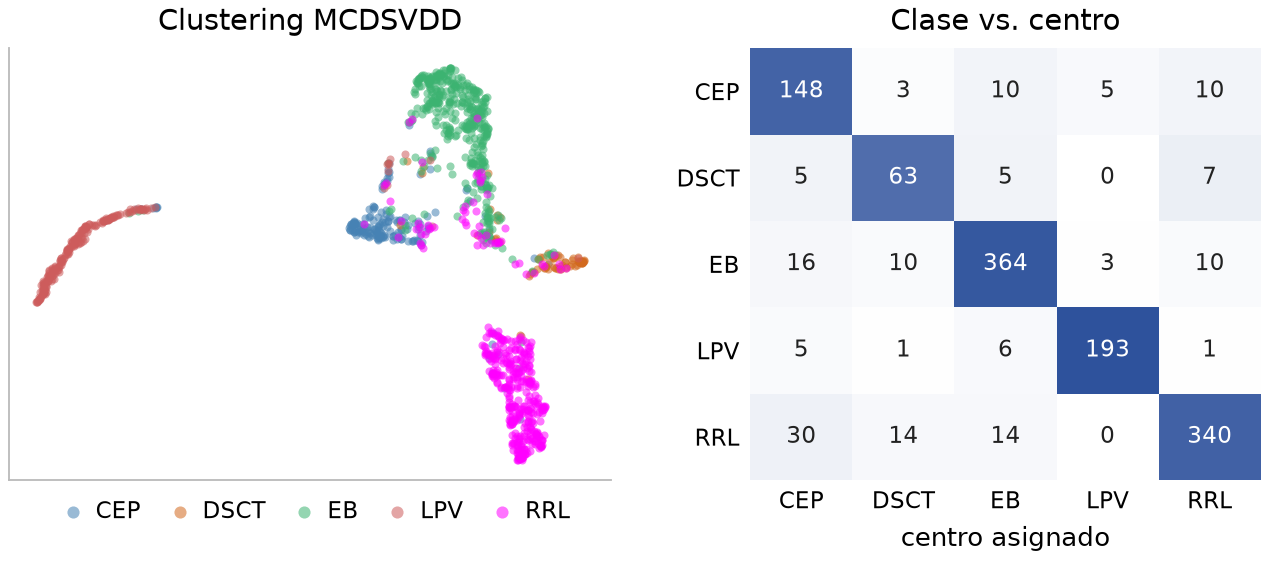 Clustering MCDSVDD
CEP DSCT EB LPV RRL
Clase vs. centro
CEP 148 3 10 5 10
DSCT 5 63 5 0 7
EB 16 10 364 3 10
LPV 5 1 6 193 1
RRL 30 14 14 0 340
CEP DSCT EB LPV RRL
centro asignado